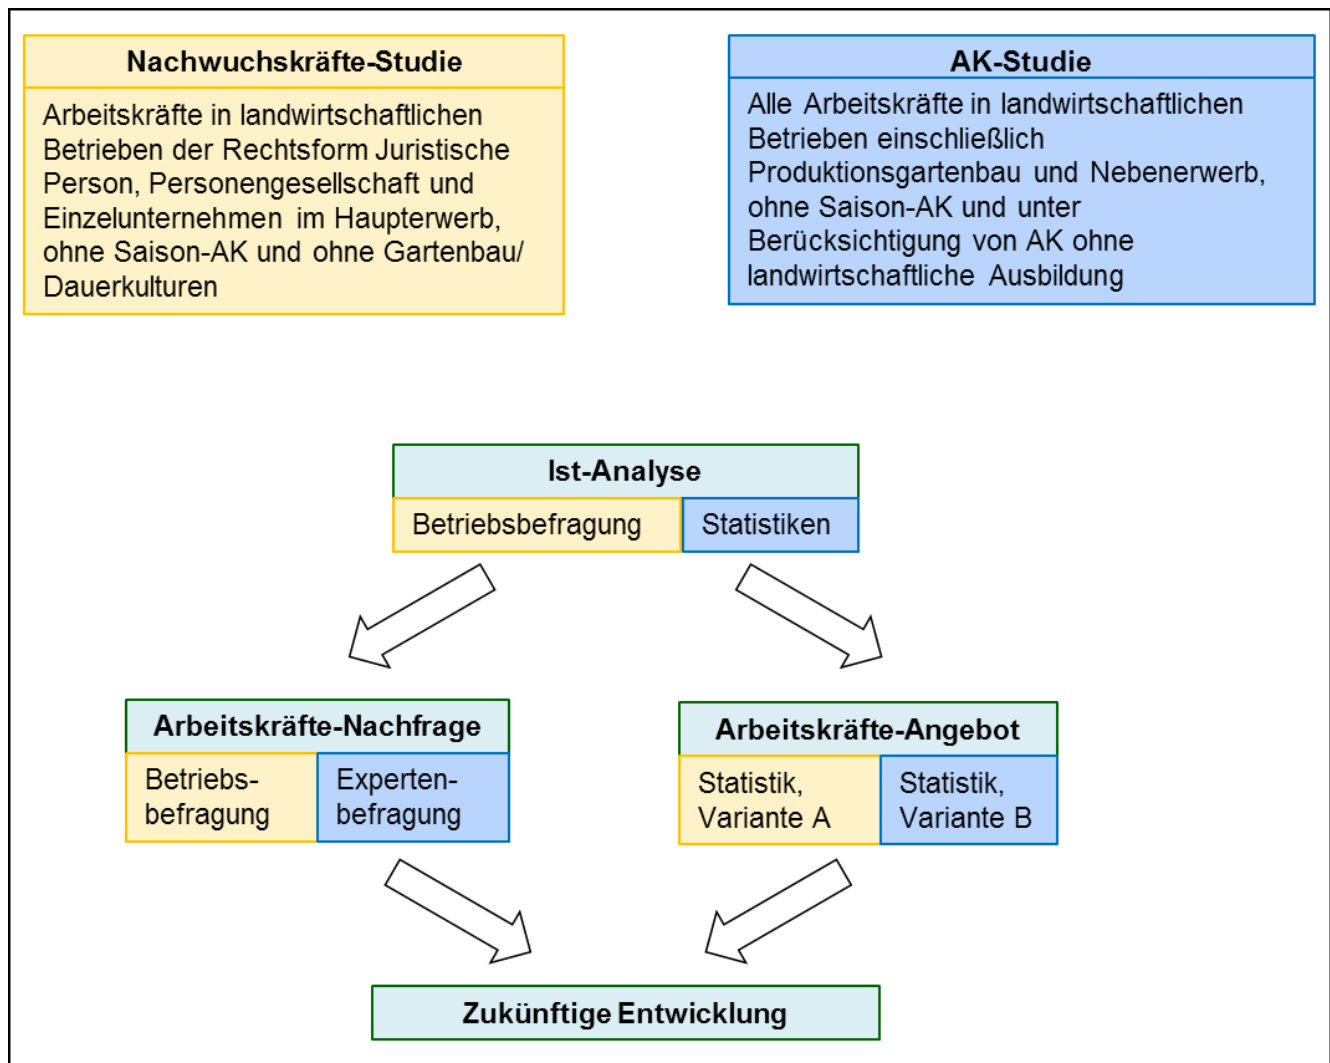 Nachwuchskräfte-Studie
Arbeitskräfte in landwirtschaftlichen
Betrieben der Rechtsform Juristische
Person, Personengesellschaft und
Einzelunternehmen im Haupterwerb,
ohne Saison-AK und ohne Gartenbau/
Dauerkulturen
AK-Studie
Alle Arbeitskräfte in landwirtschaftlichen
Betrieben einschließlich
Produktionsgartenbau und Nebenerwerb,
ohne Saison-AK und unter
Berücksichtigung von AK ohne
landwirtschaftliche Ausbildung
Ist-Analyse
Betriebsbefragung
Statistiken
Arbeitskräfte-Nachfrage
Betriebs-
befragung
Experten-
befragung
Arbeitskräfte-Angebot
Statistik,
Variante A
Statistik,
Variante B
Zukünftige Entwicklung